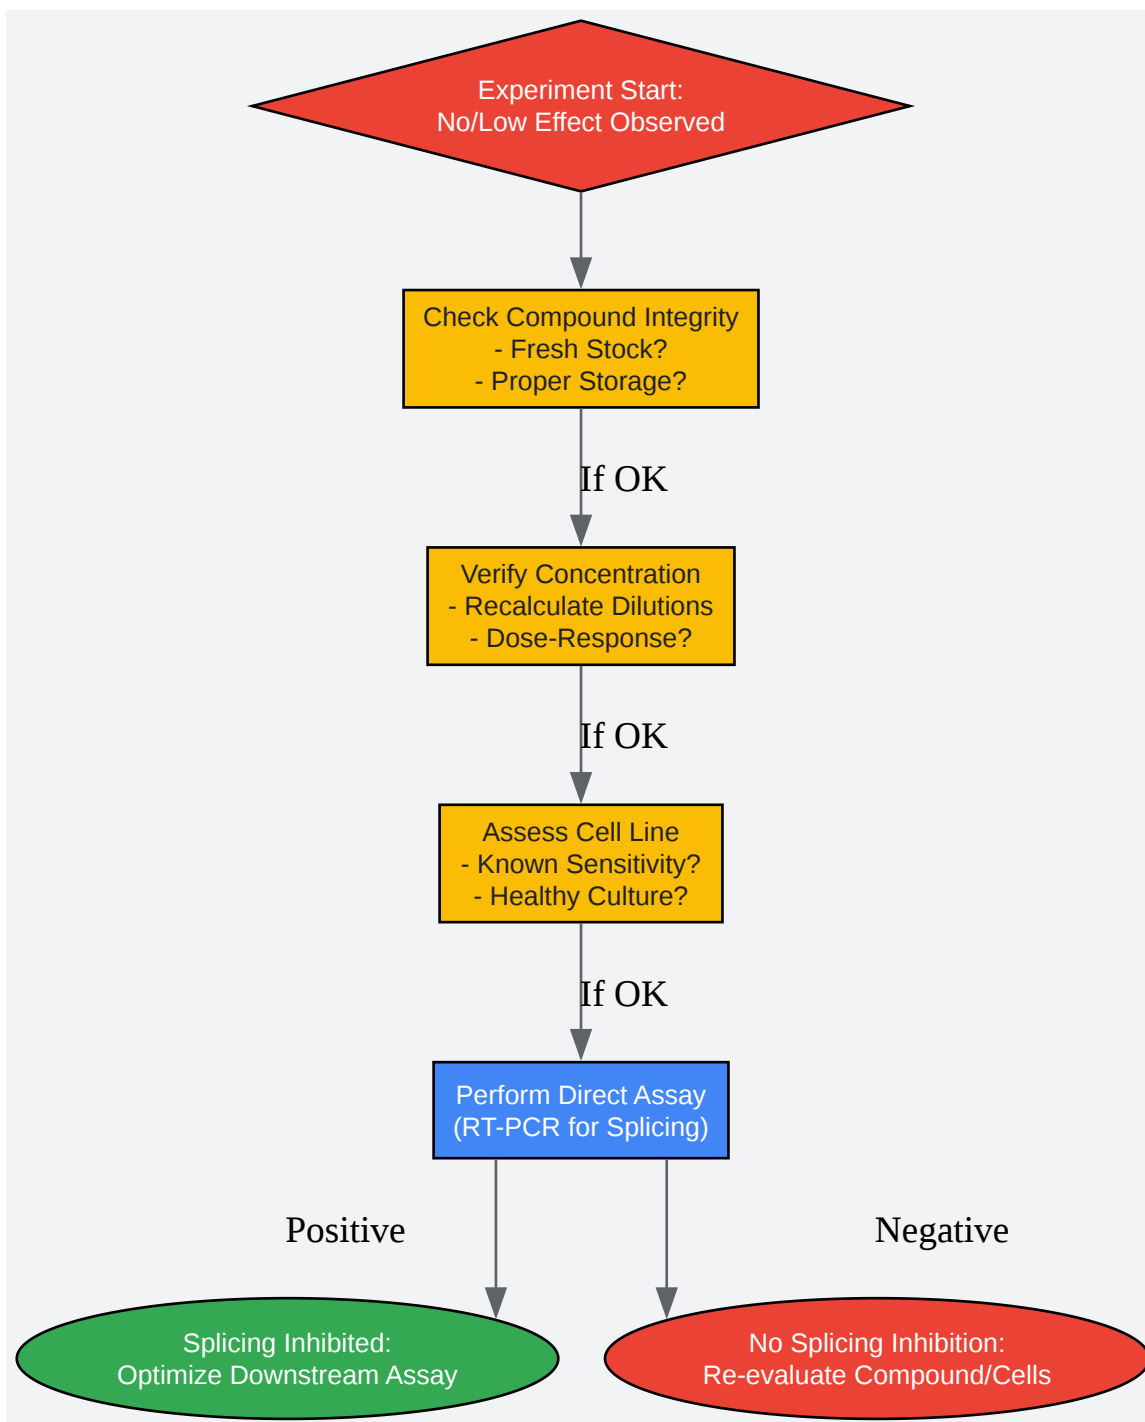 Experiment Start:
No/Low Effect Observed
Check Compound Integrity
- Fresh Stock?
- Proper Storage?
If OK
Verify Concentration
- Recalculate Dilutions
- Dose-Response?
If OK
Assess Cell Line
- Known Sensitivity?
- Healthy Culture?
If OK
Perform Direct Assay
(RT-PCR for Splicing)
Positive
Negative
Splicing Inhibited:
Optimize Downstream Assay
No Splicing Inhibition:
Re-evaluate Compound/Cells